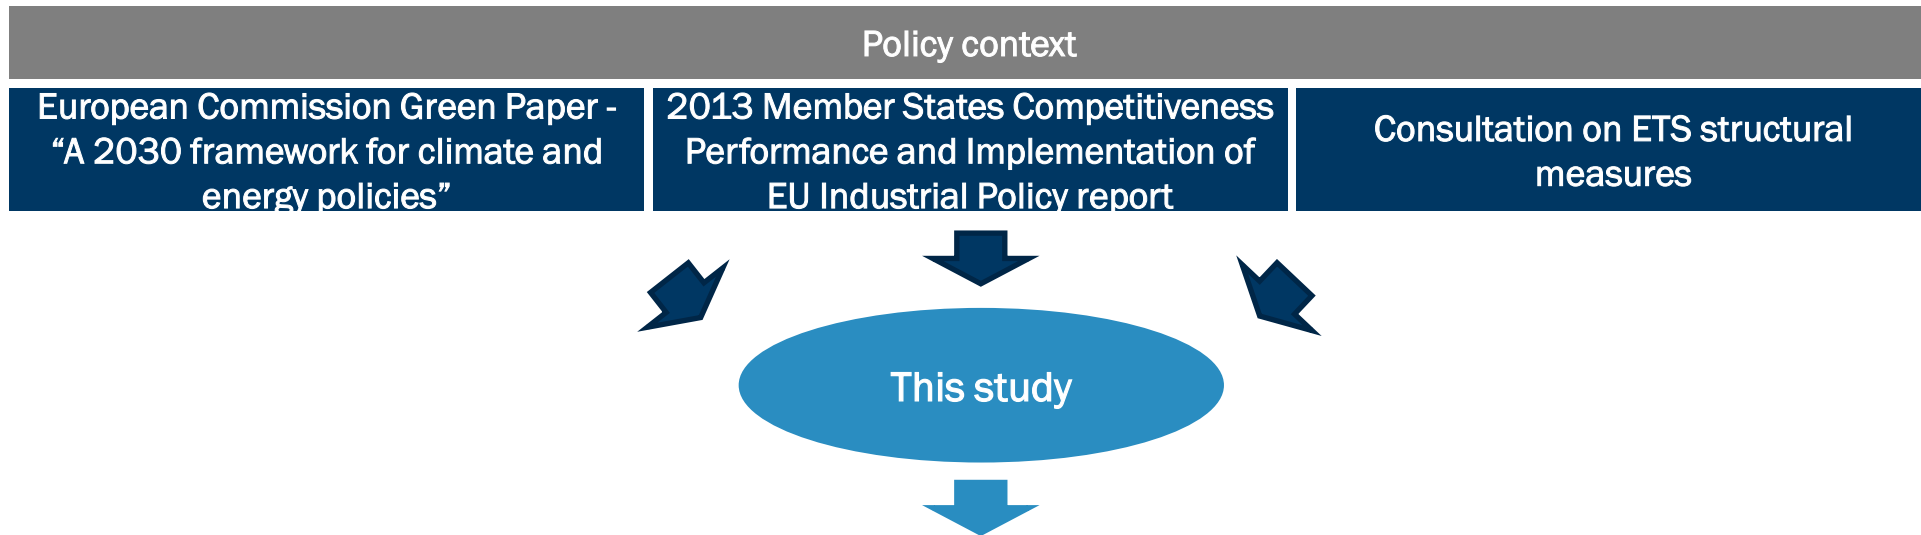 Policy context
European Commission Green Paper -
“A 2030 framework for climate and
energy policies”
2013 Member States Competitiveness
Performance and Implementation of
EU Industrial Policy report
Consultation on ETS structural
measures
This study